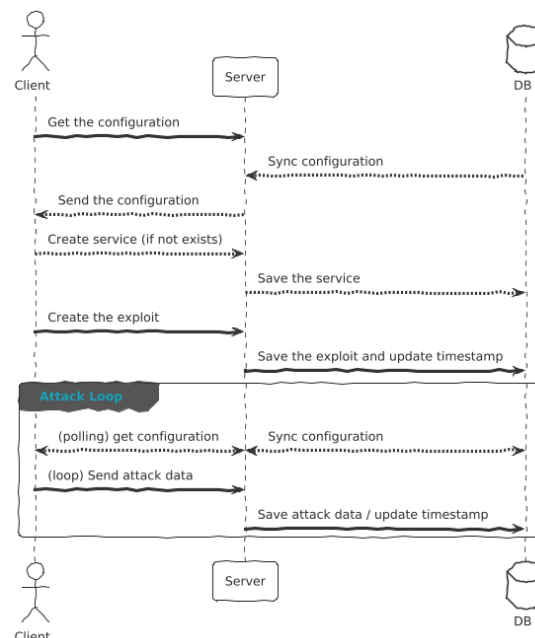 Client
Server
DB
Get the configuration
Sync configuration
Send the configuration
Create service (if not exists)
Save the service
Create the exploit
Save the exploit and update timestamp
Attack Loop
(polling) get configuration
Sync configuration
(loop) Send attack data
Save attack data / update timestamp
Client
Server
DB